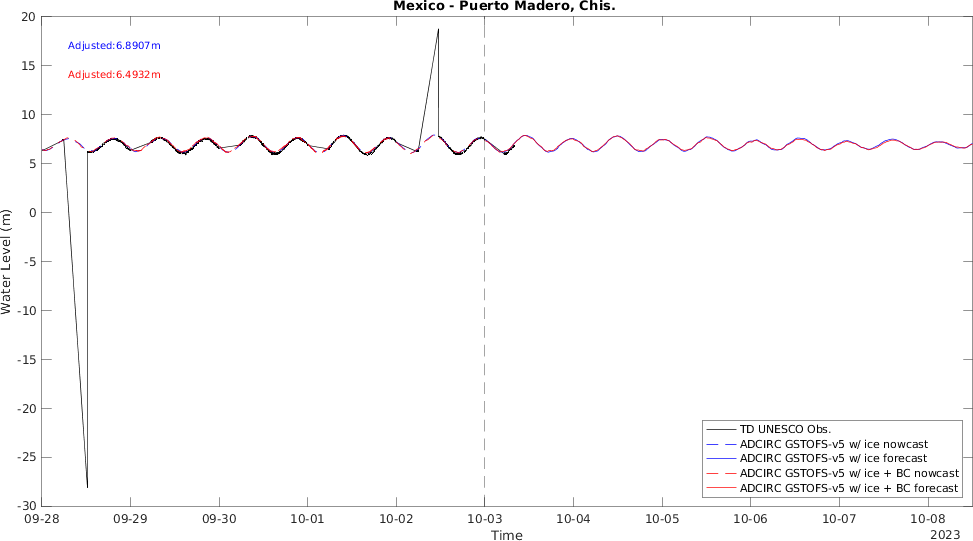 Mexico - Puerto Madero, Chis.
Adjusted:6.8907m
Adjusted:6.4932m
20
15
10
5
0
-5
-10
-15
-20
-25
-30
Water Level (m)
TD UNESCO Obs.
ADCIRC GSTOFS-v5 w/ ice nowcast
ADCIRC GSTOFS-v5 w/ ice forecast
ADCIRC GSTOFS-v5 w/ ice + BC nowcast
ADCIRC GSTOFS-v5 w/ ice + BC forecast
09-28 09-29 09-30 10-01 10-02 10-03 10-04 10-05 10-06 10-07 10-08
Time
2023